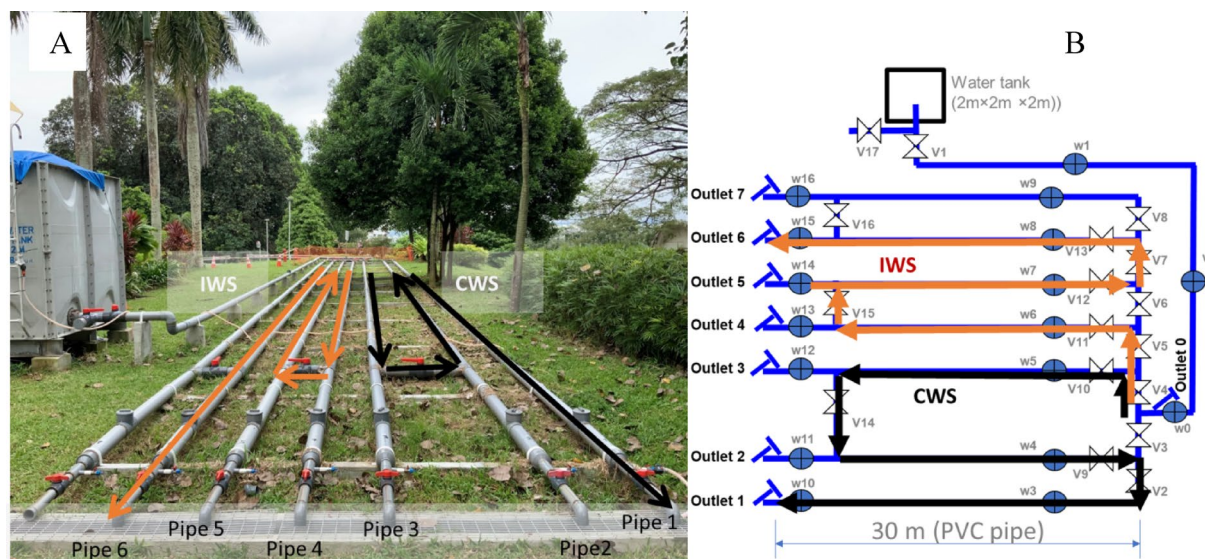 A
WATER
TANK
IWS
CWS
Pipe 1
Pipe2
Pipe 3
Pipe 4
Pipe 5
Pipe 6
B
Water tank
(2m×2m ×2m))
V17
V1
w1
Outlet 7
w16
w9
V8
V16
Outlet 6
w15
w8
V13
V7
IWS
Outlet 5
w14
w7
V12
V6
V15
Outlet 4
w13
w6
V11
V5
Outlet 3
w12
w5
V10
V4
Outlet 0
w0
CWS
V14
V3
Outlet 2
w11
w4
V9
V2
Outlet 1
w10
w3
30 m (PVC pipe)